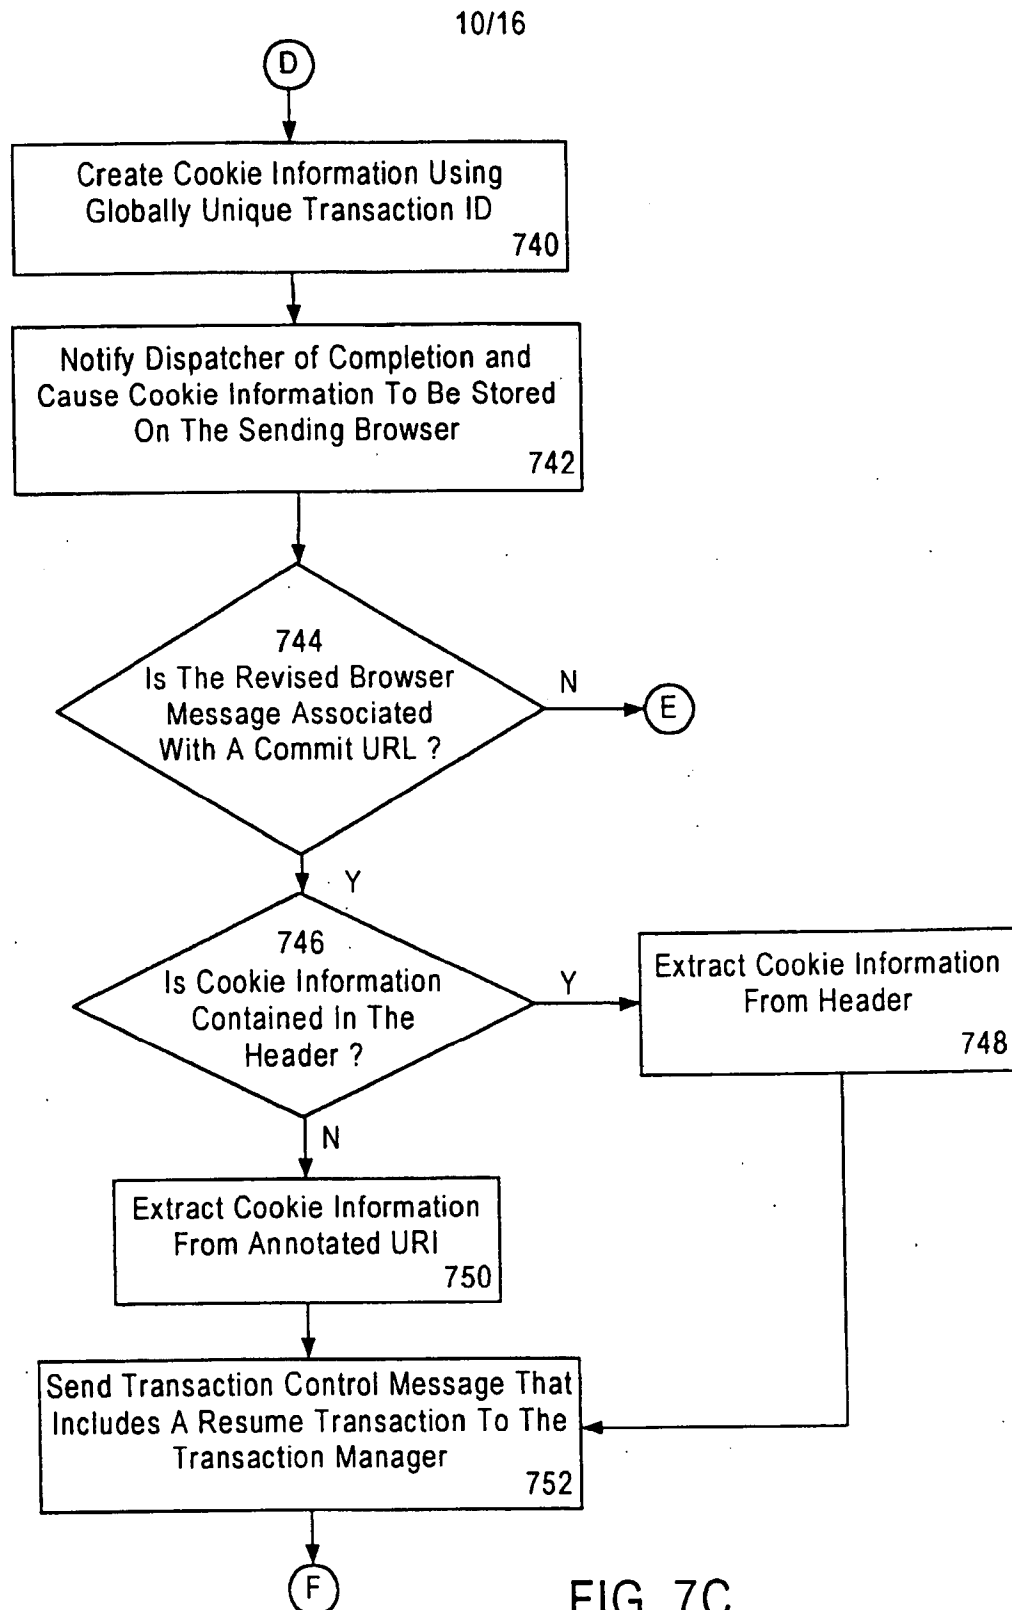 10/16
D
Create Cookie Information Using
Globally Unique Transaction ID
740
Notify Dispatcher of Completion and
Cause Cookie Information To Be Stored
On The Sending Browser
742
744
Is The Revised Browser
Message Associated
With A Commit URL ?
N
E
Y
746
Is Cookie Information
Contained In The
Header ?
Y
Extract Cookie Information
From Header
748
N
Extract Cookie Information
From Annotated URI
750
Send Transaction Control Message That
Includes A Resume Transaction To The
Transaction Manager
752
F
FIG. 7C